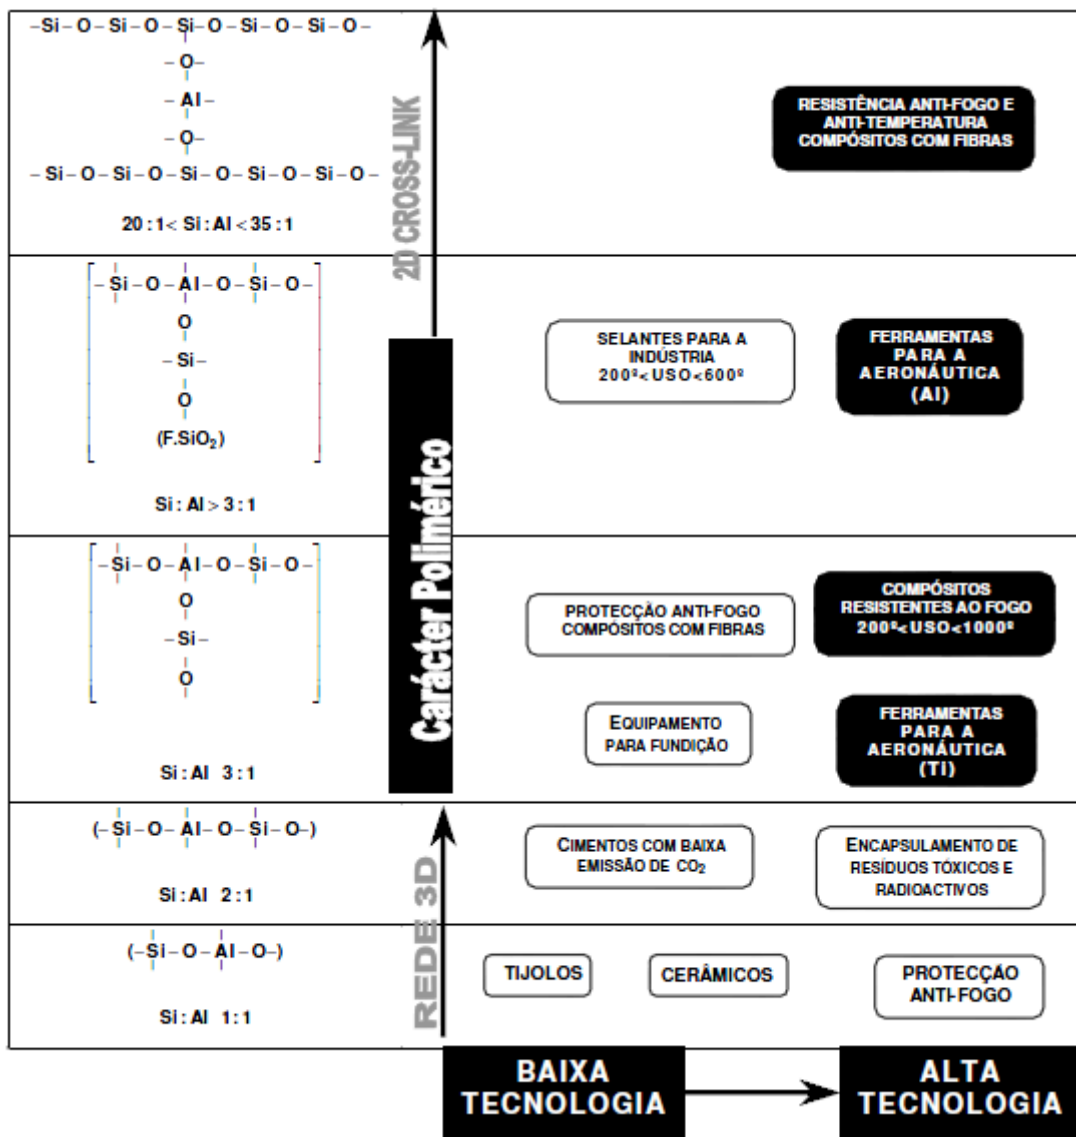 –Si–O–Si–O–Si–O–Si–O–Si–O–
–O–
–Al–
–O–
–Si–O–Si–O–Si–O–Si–O–Si–O–
20:1< Si:Al <35:1
2D CROSS-LINK
RESISTÊNCIA ANTI-FOGO E
ANTI-TEMPERATURA
COMPÓSITOS COM FIBRAS
–Si–O–Al–O–Si–O–
O
–Si–
O
(F.SiO₂)
Si:Al > 3:1
SELANTES PARA A
INDÚSTRIA
200º<USO<600º
FERRAMENTAS
PARA A
AERONÁUTICA
(Al)
Carácter Polimérico
–Si–O–Al–O–Si–O–
O
–Si–
O
Si:Al 3:1
PROTECÇÃO ANTI-FOGO
COMPÓSITOS COM FIBRAS
COMPÓSITOS
RESISTENTES AO FOGO
200º<USO<1000º
EQUIPAMENTO
PARA FUNDIÇÃO
FERRAMENTAS
PARA A
AERONÁUTICA
(Ti)
(–Si–O–Al–O–Si–O–)
Si:Al 2:1
REDE 3D
CIMENTOS COM BAIXA
EMISSÃO DE CO₂
ENCAPSULAMENTO DE
RESÍDUOS TÓXICOS E
RADIOACTIVOS
(–Si–O–Al–O–)
Si:Al 1:1
TIJOLOS
CERÂMICOS
PROTECÇÃO
ANTI-FOGO
BAIXA
TECNOLOGIA
ALTA
TECNOLOGIA